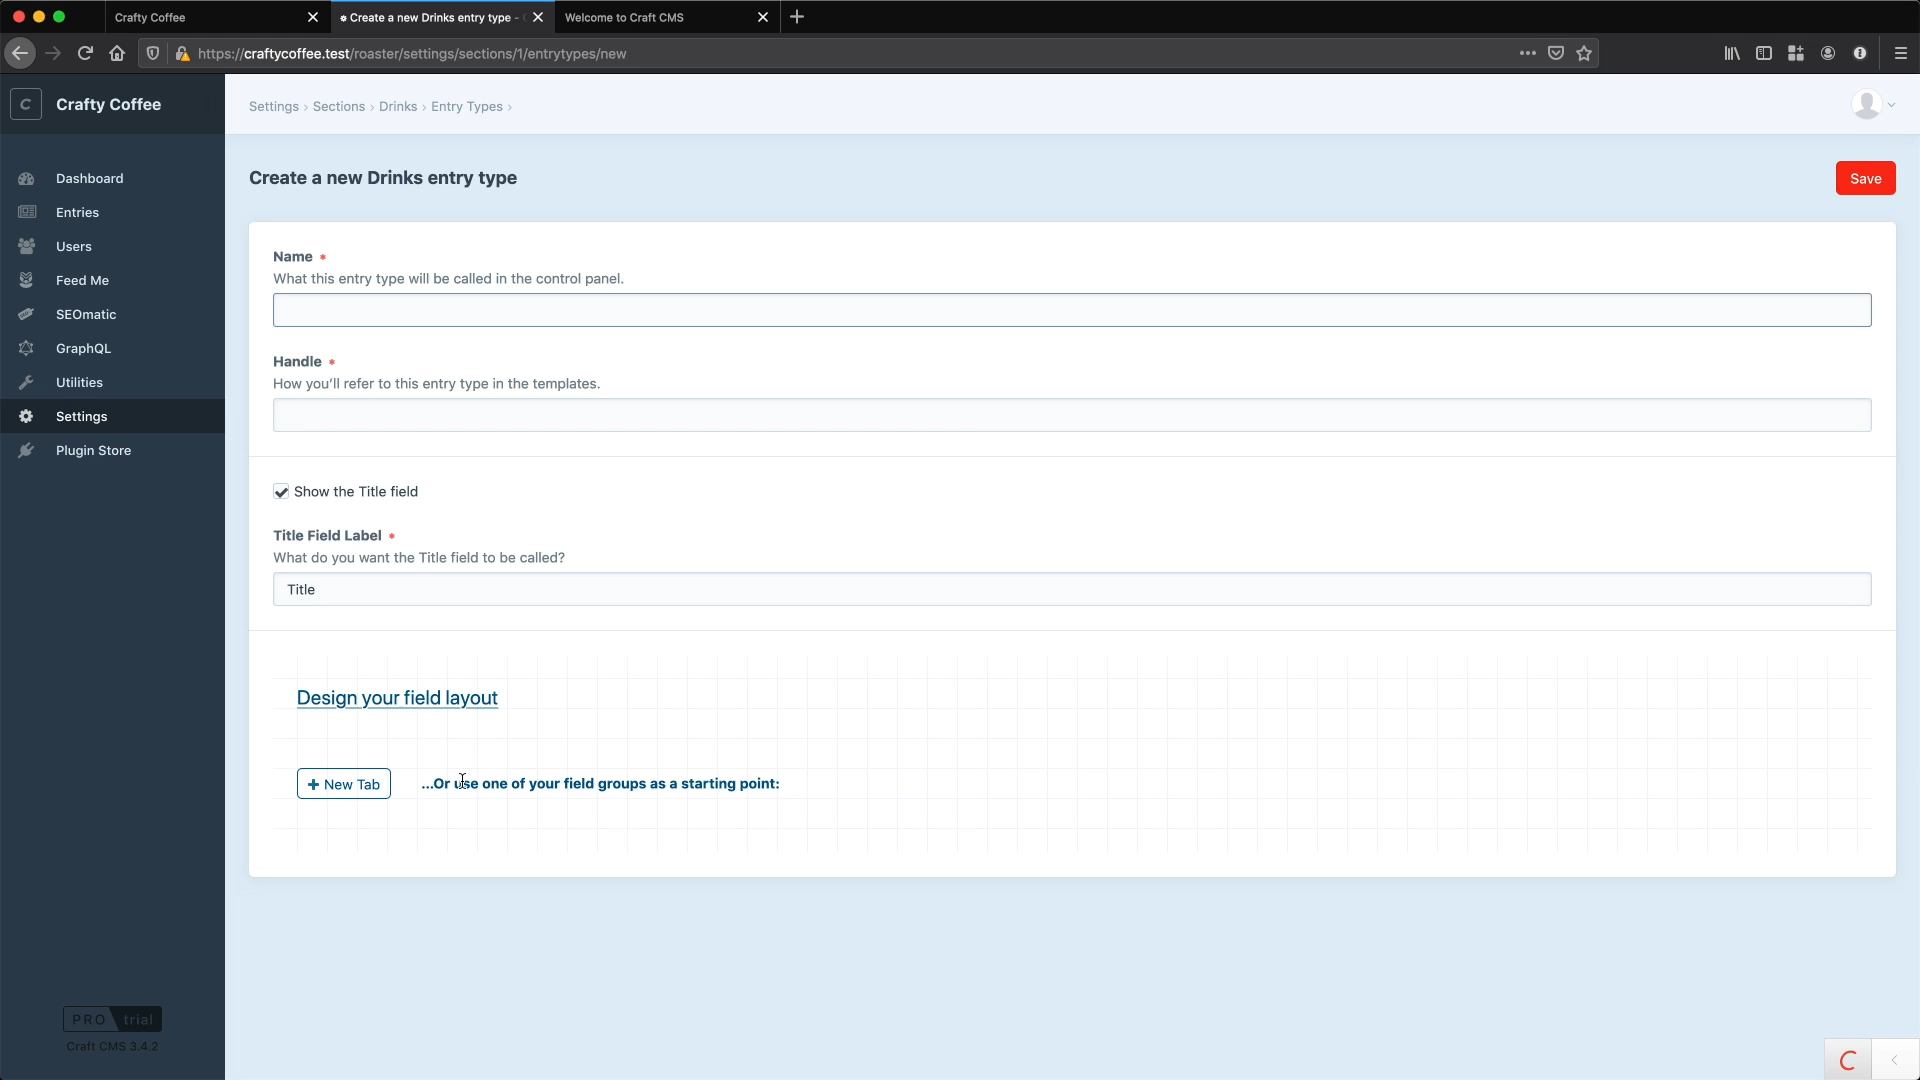 Crafty Coffee
Create a new Drinks entry type -
Welcome to Craft CMS
https://craftycoffee.test/roaster/settings/sections/1/entrytypes/new
C
Crafty Coffee
Settings › Sections › Drinks › Entry Types ›
Dashboard
Entries
Users
Feed Me
SEOmatic
GraphQL
Utilities
Settings
Plugin Store
PRO trial
Craft CMS 3.4.2
Create a new Drinks entry type
Save
Name *
What this entry type will be called in the control panel.
Handle *
How you'll refer to this entry type in the templates.
Show the Title field
Title Field Label *
What do you want the Title field to be called?
Title
Design your field layout
+ New Tab
...Or use one of your field groups as a starting point: